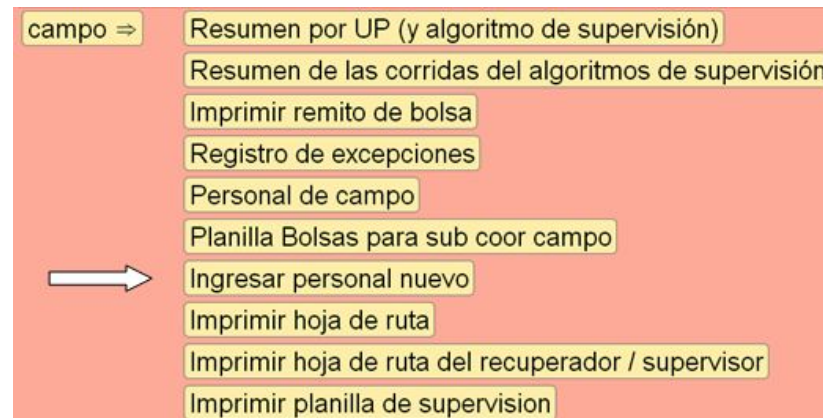 campo ⇒ Resumen por UP (y algoritmo de supervisión)
Resumen de las corridas del algoritmos de supervisión
Imprimir remito de bolsa
Registro de excepciones
Personal de campo
Planilla Bolsas para sub coor campo
Ingresar personal nuevo
Imprimir hoja de ruta
Imprimir hoja de ruta del recuperador / supervisor
Imprimir planilla de supervision